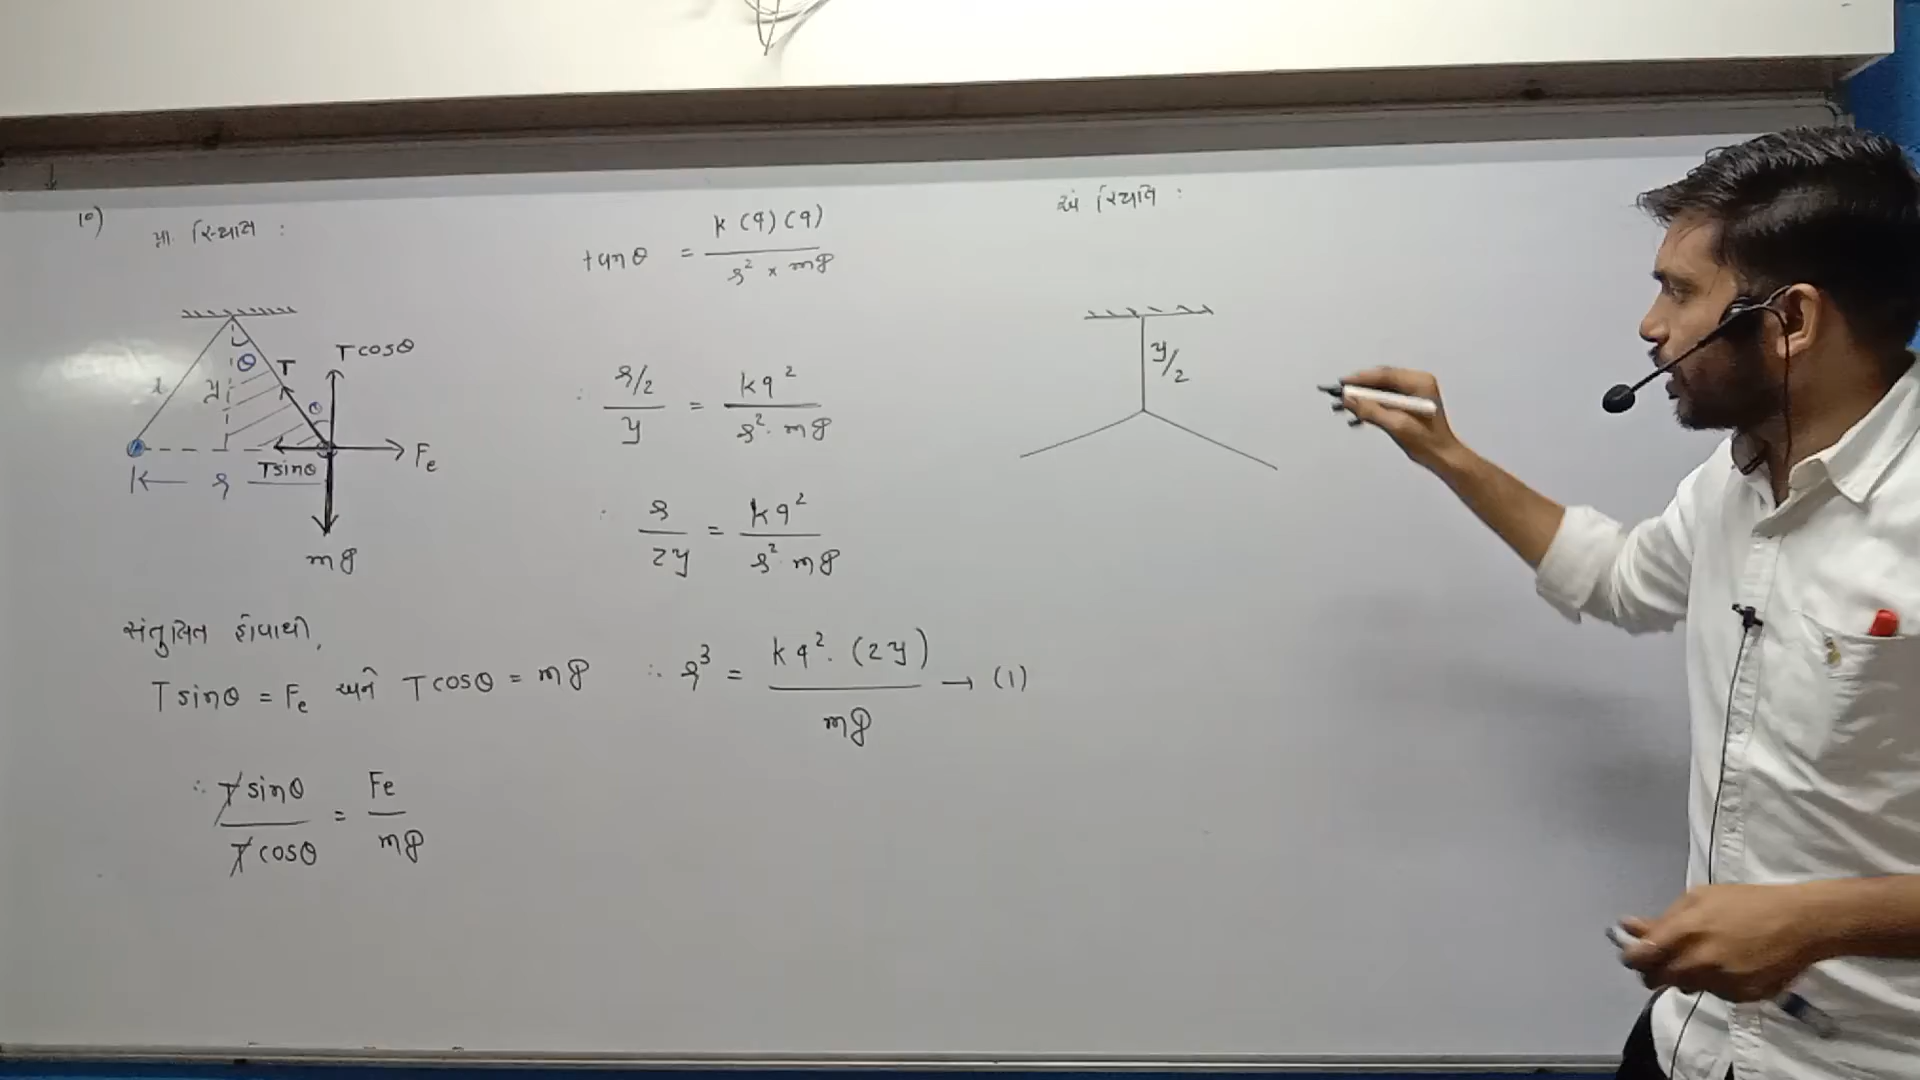 10)
પ્રા. સ્થિતિ :
θ
T
l
y
θ
T cosθ
T sinθ
Fe
r
mg
સંતુલિત હોવાથી,
T sinθ = Fe અને T cosθ = mg
∴ T sinθ / T cosθ = Fe / mg
tanθ = k (q) (q) / r² × mg
∴ r/2 / y = kq² / r² · mg
∴ r / 2y = kq² / r² · mg
∴ r³ = kq² · (2y) / mg → (1)
અં સ્થિતિ :
y/2